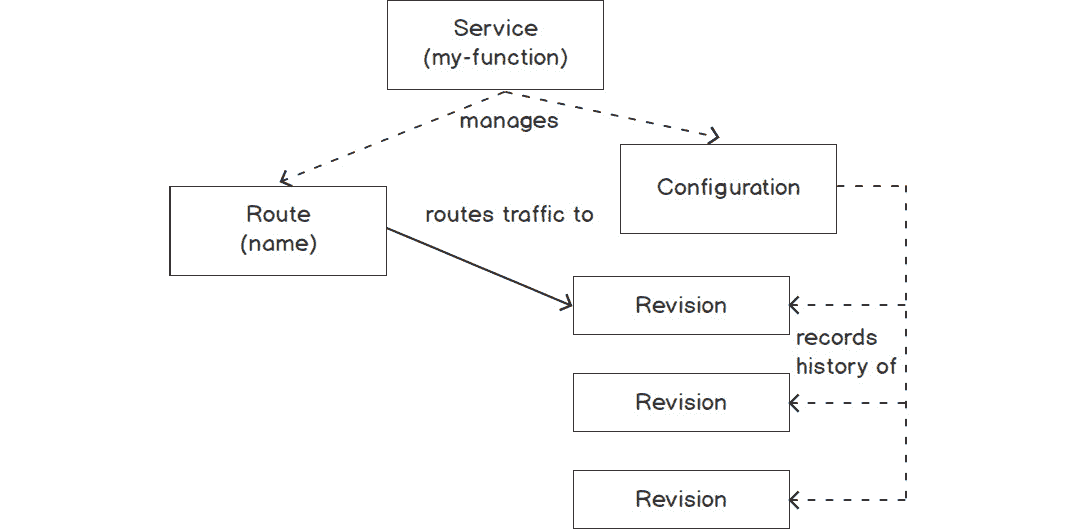 Service
(my-function)
manages
Configuration
Route
(name)
routes traffic to
Revision
records
history of
Revision
Revision